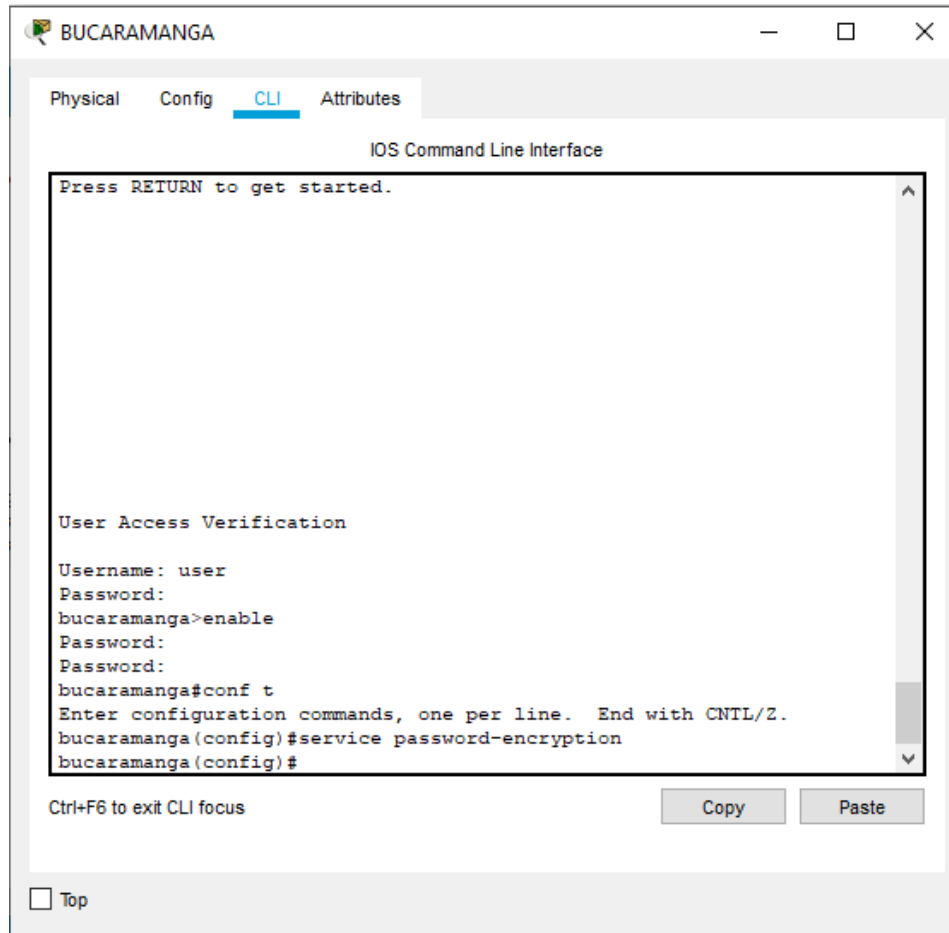 BUCARAMANGA
Physical Config CLI Attributes
IOS Command Line Interface
Press RETURN to get started.
User Access Verification
Username: user
Password:
bucaramanga>enable
Password:
Password:
bucaramanga#conf t
Enter configuration commands, one per line.  End with CNTL/Z.
bucaramanga(config)#service password-encryption
bucaramanga(config)#
Ctrl+F6 to exit CLI focus
Copy Paste
Top